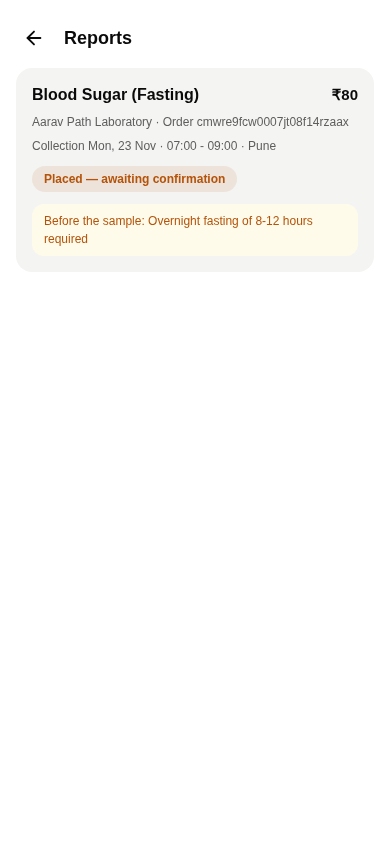 Reports
Blood Sugar (Fasting) ₹80
Aarav Path Laboratory · Order cmwre9fcw0007jt08f14rzaax
Collection Mon, 23 Nov · 07:00 - 09:00 · Pune
Placed — awaiting confirmation
Before the sample: Overnight fasting of 8-12 hours
required